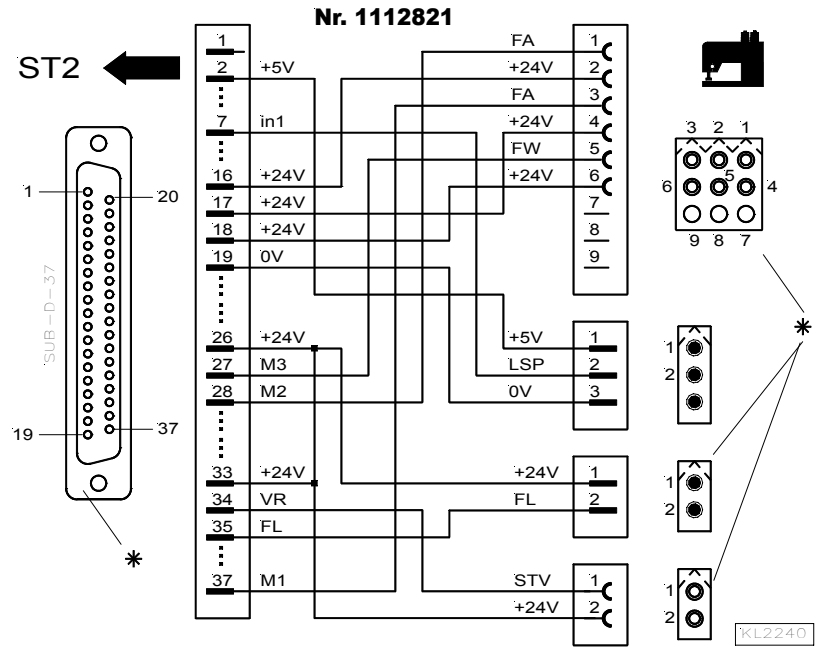 Nr. 1112821
ST2
1
2 +5V
7 in1
16 +24V
17 +24V
18 +24V
19 0V
26 +24V
27 M3
28 M2
33 +24V
34 VR
35 FL
37 M1
FA 1
+24V 2
FA 3
+24V 4
FW 5
+24V 6
7
8
9
+5V 1
LSP 2
0V 3
+24V 1
FL 2
STV 1
+24V 2
1
20
SUB-D-37
19
37
3 2 1
6 5 4
9 8 7
1
2
1
2
1
2
KL2240